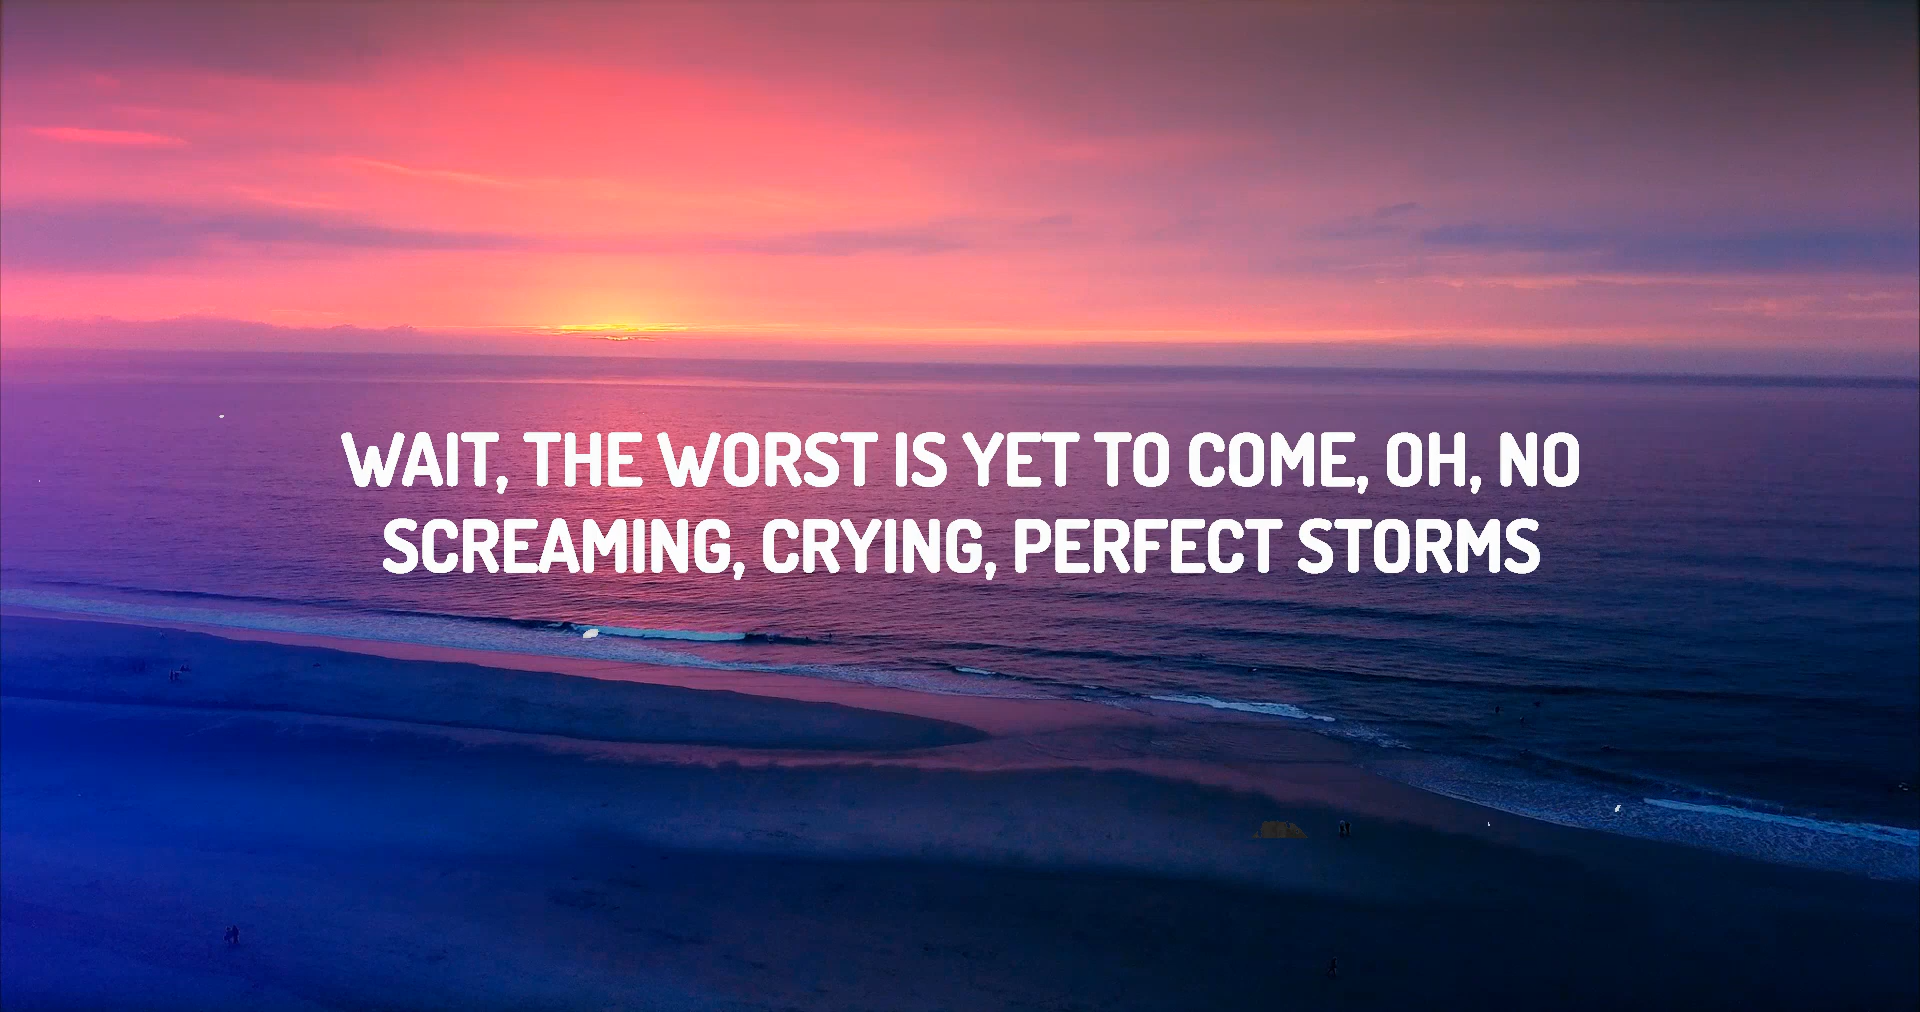 WAIT, THE WORST IS YET TO COME, OH, NO
SCREAMING, CRYING, PERFECT STORMS